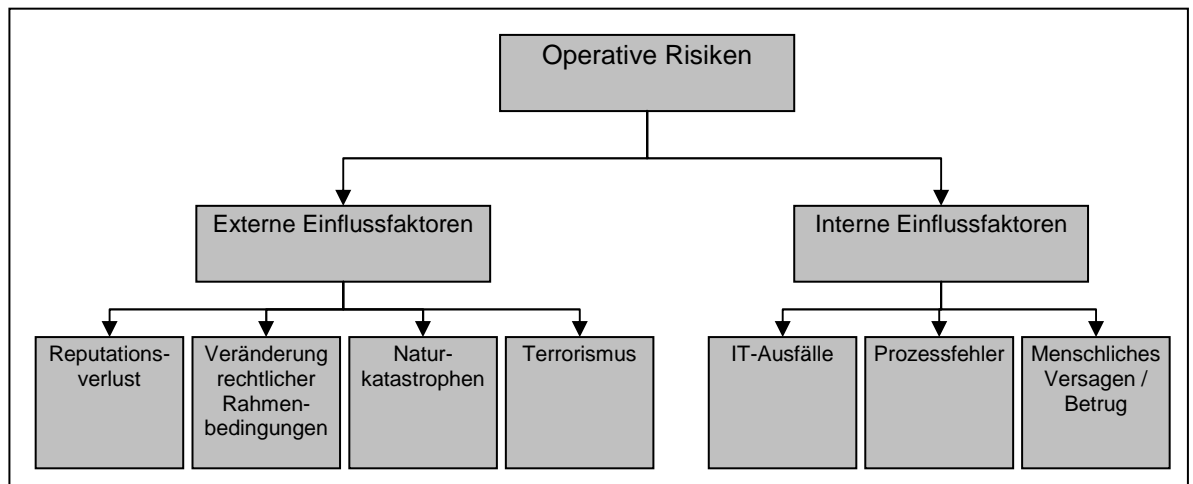 Operative Risiken
Externe Einflussfaktoren
Interne Einflussfaktoren
Reputations-
verlust
Veränderung
rechtlicher
Rahmen-
bedingungen
Natur-
katastrophen
Terrorismus
IT-Ausfälle
Prozessfehler
Menschliches
Versagen /
Betrug